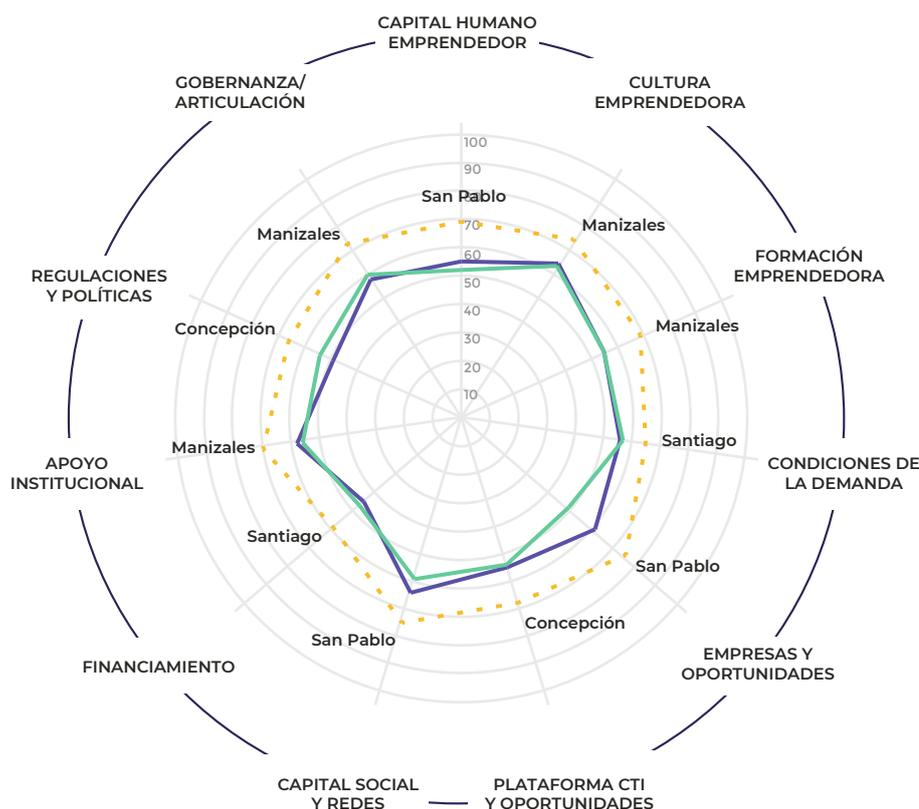 CAPITAL HUMANO
EMPRENDEDOR
GOBERNANZA/
ARTICULACIÓN
CULTURA
EMPRENDEDORA
100
90
San Pablo
80
70
Manizales
Manizales
60
FORMACIÓN
EMPRENDEDORA
REGULACIONES
Y POLÍTICAS
50
40
Concepción
Manizales
30
20
10
Manizales
Santiago
APOYO
INSTITUCIONAL
CONDICIONES DE
LA DEMANDA
Santiago
San Pablo
San Pablo
Concepción
FINANCIAMIENTO
EMPRESAS Y
OPORTUNIDADES
CAPITAL SOCIAL
Y REDES
PLATAFORMA CTI
Y OPORTUNIDADES